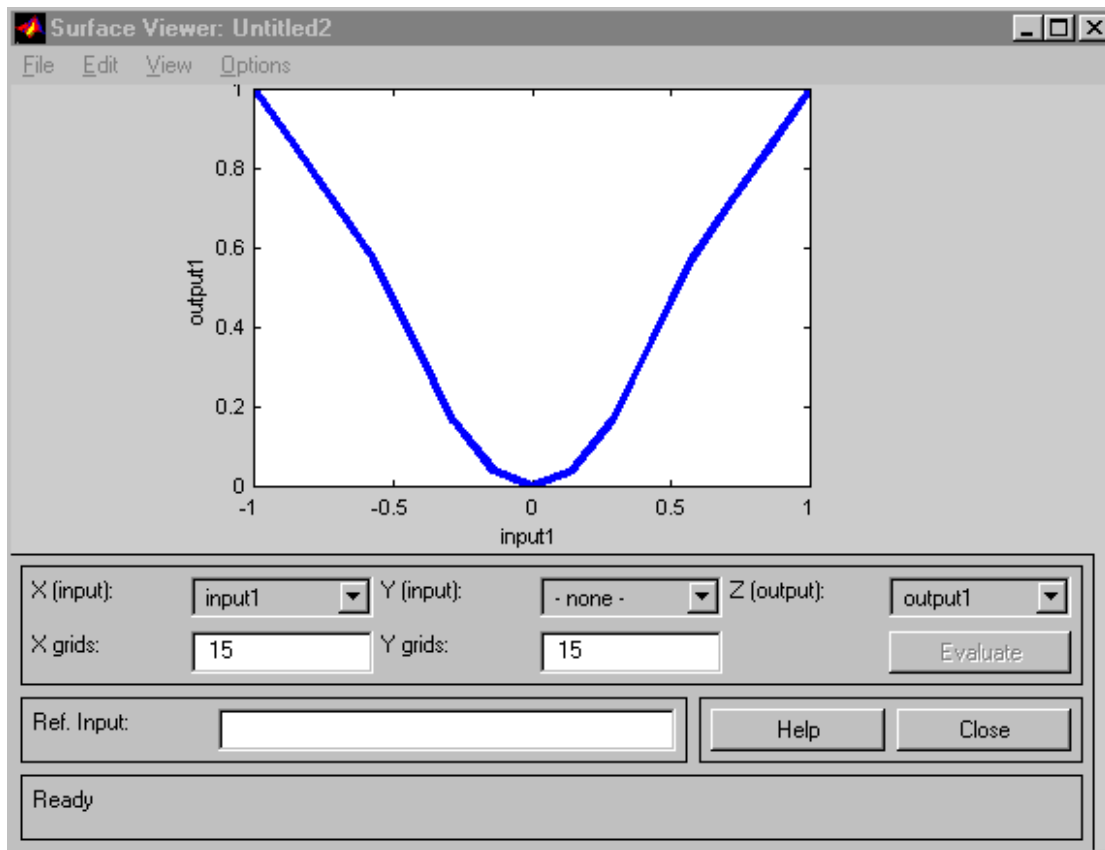 Surface Viewer: Untitled2
File Edit View Options
1
0.8
0.6
output1
0.4
0.2
0
-1 -0.5 0 0.5 1
input1
X (input): input1 Y (input): - none - Z (output): output1
X grids: 15 Y grids: 15 Evaluate
Ref. Input: Help Close
Ready